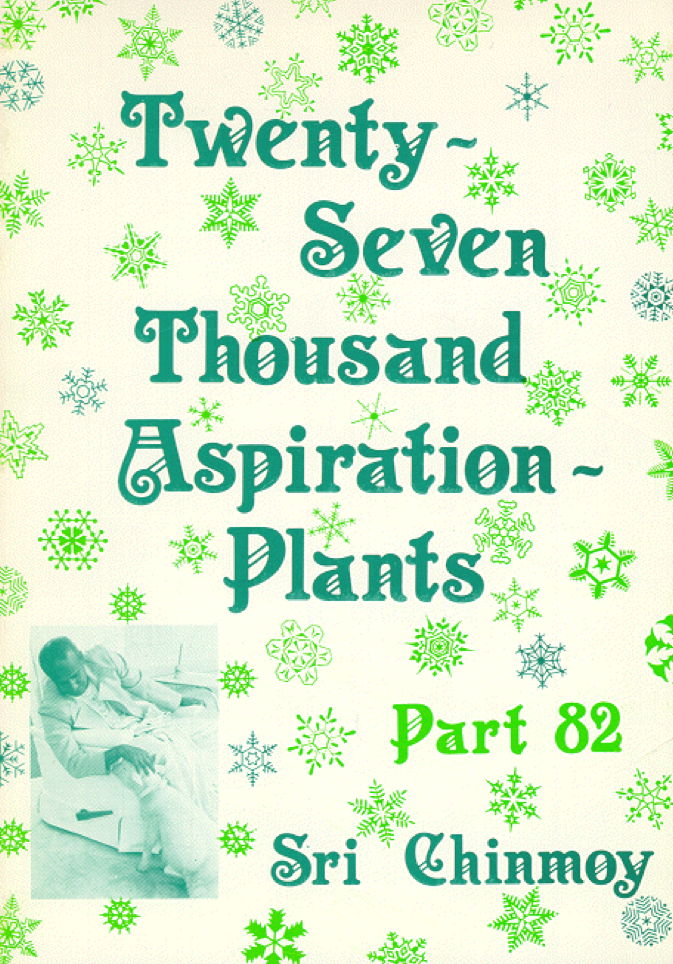 Twenty~
Seven
Thousand
Aspiration~
Plants
Part 82
Sri Chinmoy